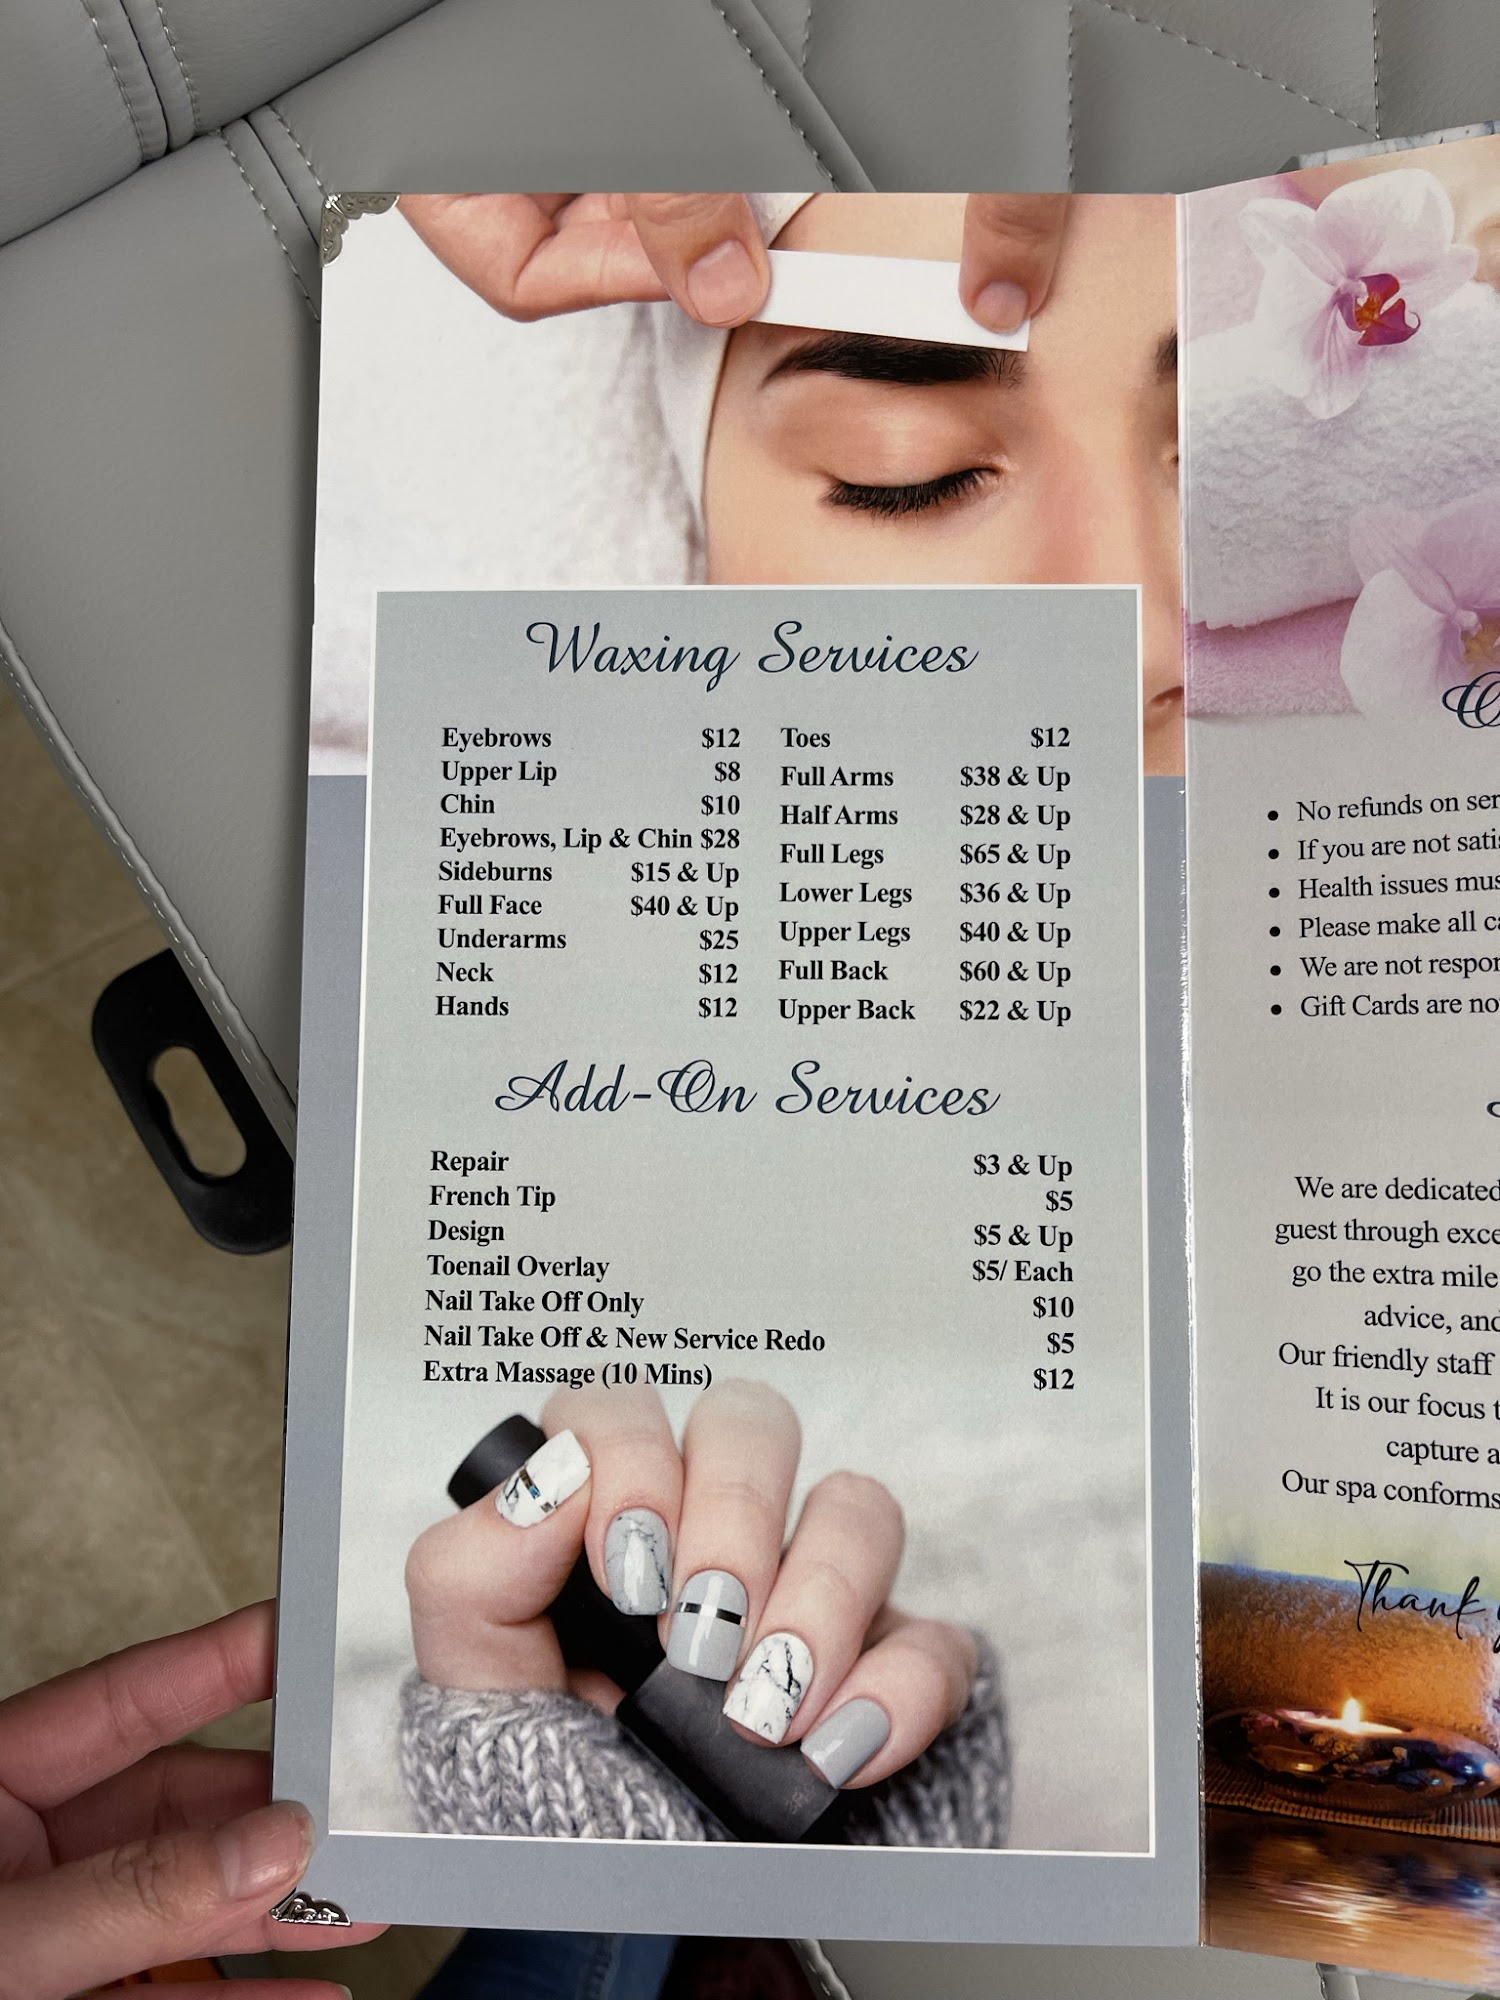 Waxing Services
Eyebrows $12
Upper Lip $8
Chin $10
Eyebrows, Lip & Chin $28
Sideburns $15 & Up
Full Face $40 & Up
Underarms $25
Neck $12
Hands $12
Toes $12
Full Arms $38 & Up
Half Arms $28 & Up
Full Legs $65 & Up
Lower Legs $36 & Up
Upper Legs $40 & Up
Full Back $60 & Up
Upper Back $22 & Up
Add-On Services
Repair $3 & Up
French Tip $5
Design $5 & Up
Toenail Overlay $5/ Each
Nail Take Off Only $10
Nail Take Off & New Service Redo $5
Extra Massage (10 Mins) $12
• No refunds on
• If you are not
• Health issues
• Please make all
• We are not
• Gift Cards are
We are dedicated
guest through
go the extra mile
advice,
Our friendly staff
It is our focus
capture
Our spa conforms
Thank